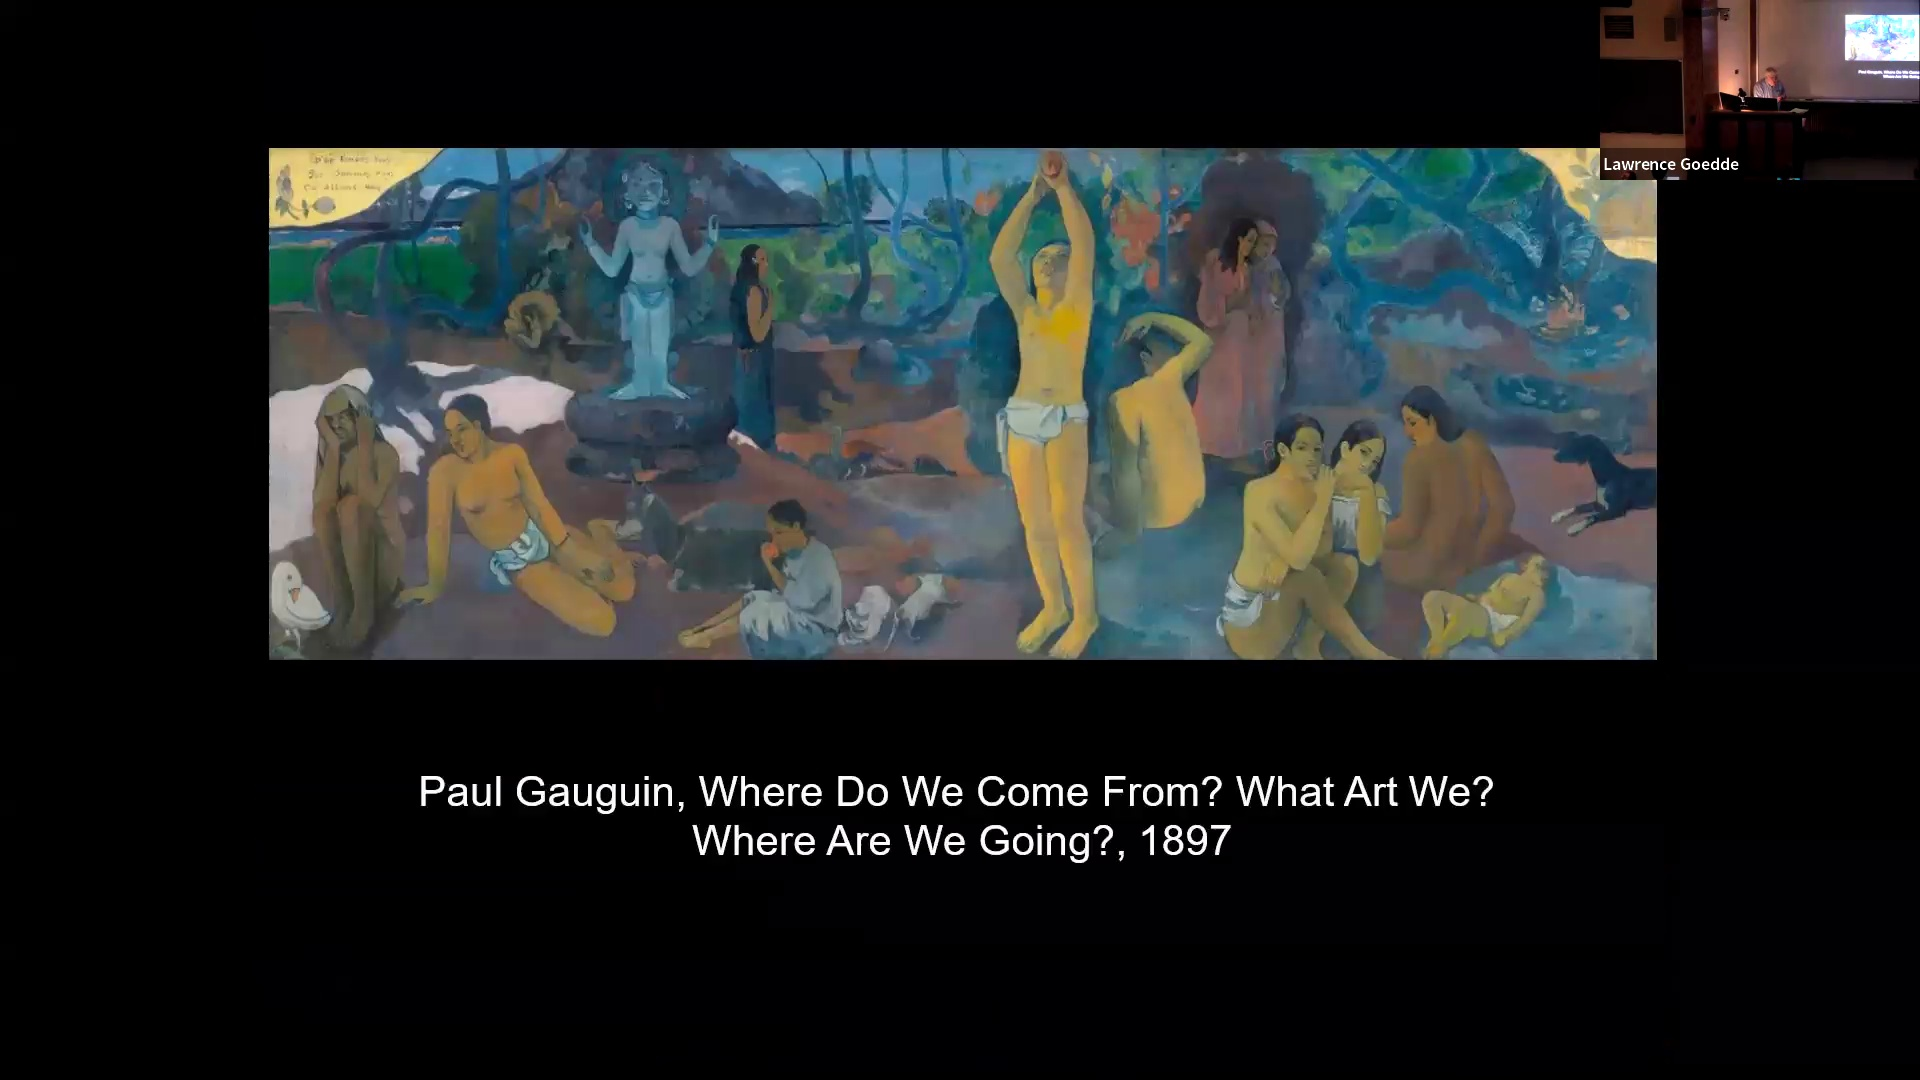 Lawrence Goedde
Paul Gauguin, Where Do We Come From? What Art We?
Where Are We Going?, 1897